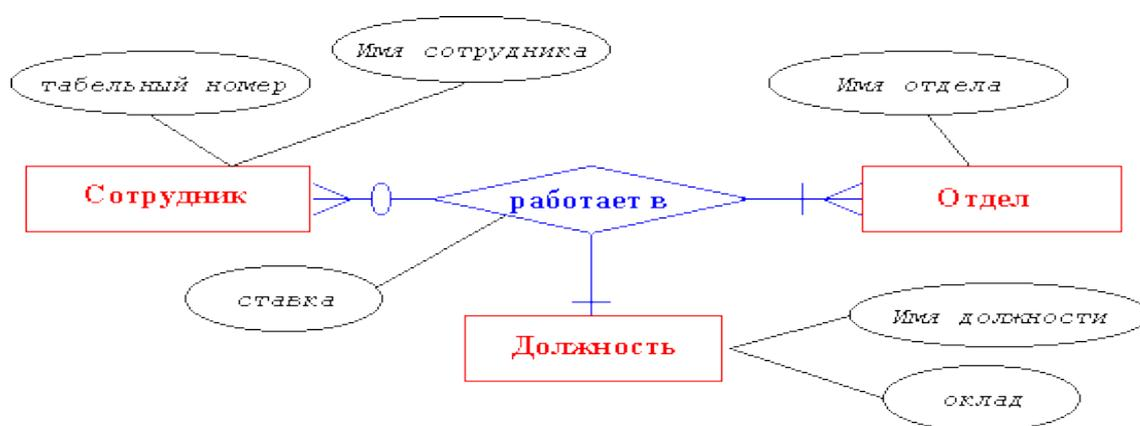 Имя сотрудника
табельный номер
Имя отдела
Сотрудник
работает в
Отдел
ставка
Имя должности
Должность
оклад